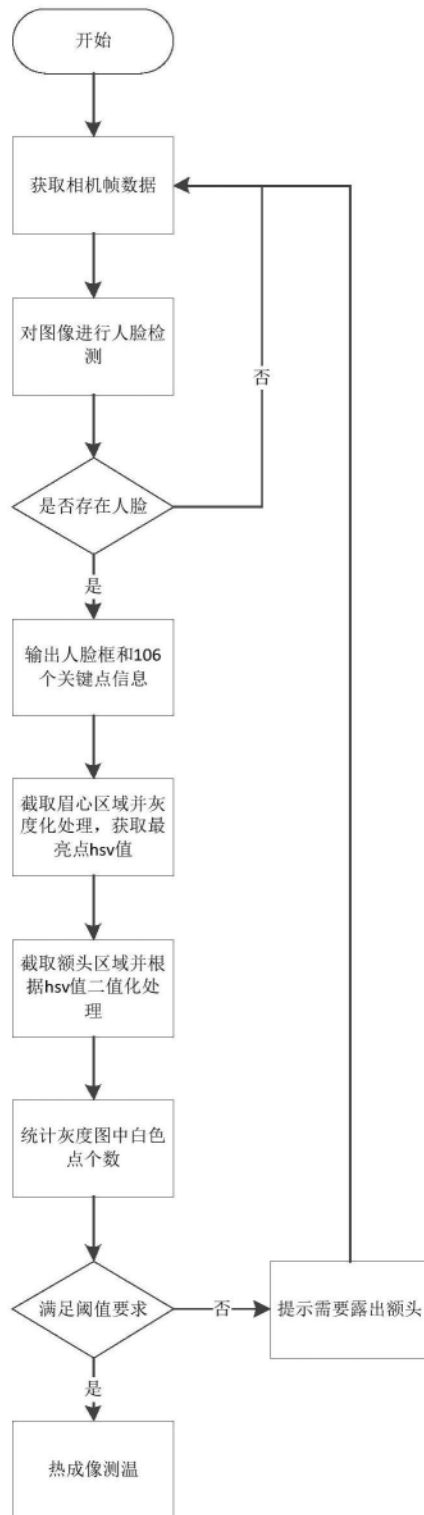 开始
获取相机帧数据
对图像进行人脸检
测
否
是否存在人脸
是
输出人脸框和106
个关键点信息
截取眉心区域并灰
度化处理，获取最
亮点hsv值
截取额头区域并根
据hsv值二值化处
理
统计灰度图中白色
点个数
满足阈值要求
否
提示需要露出额头
是
热成像测温